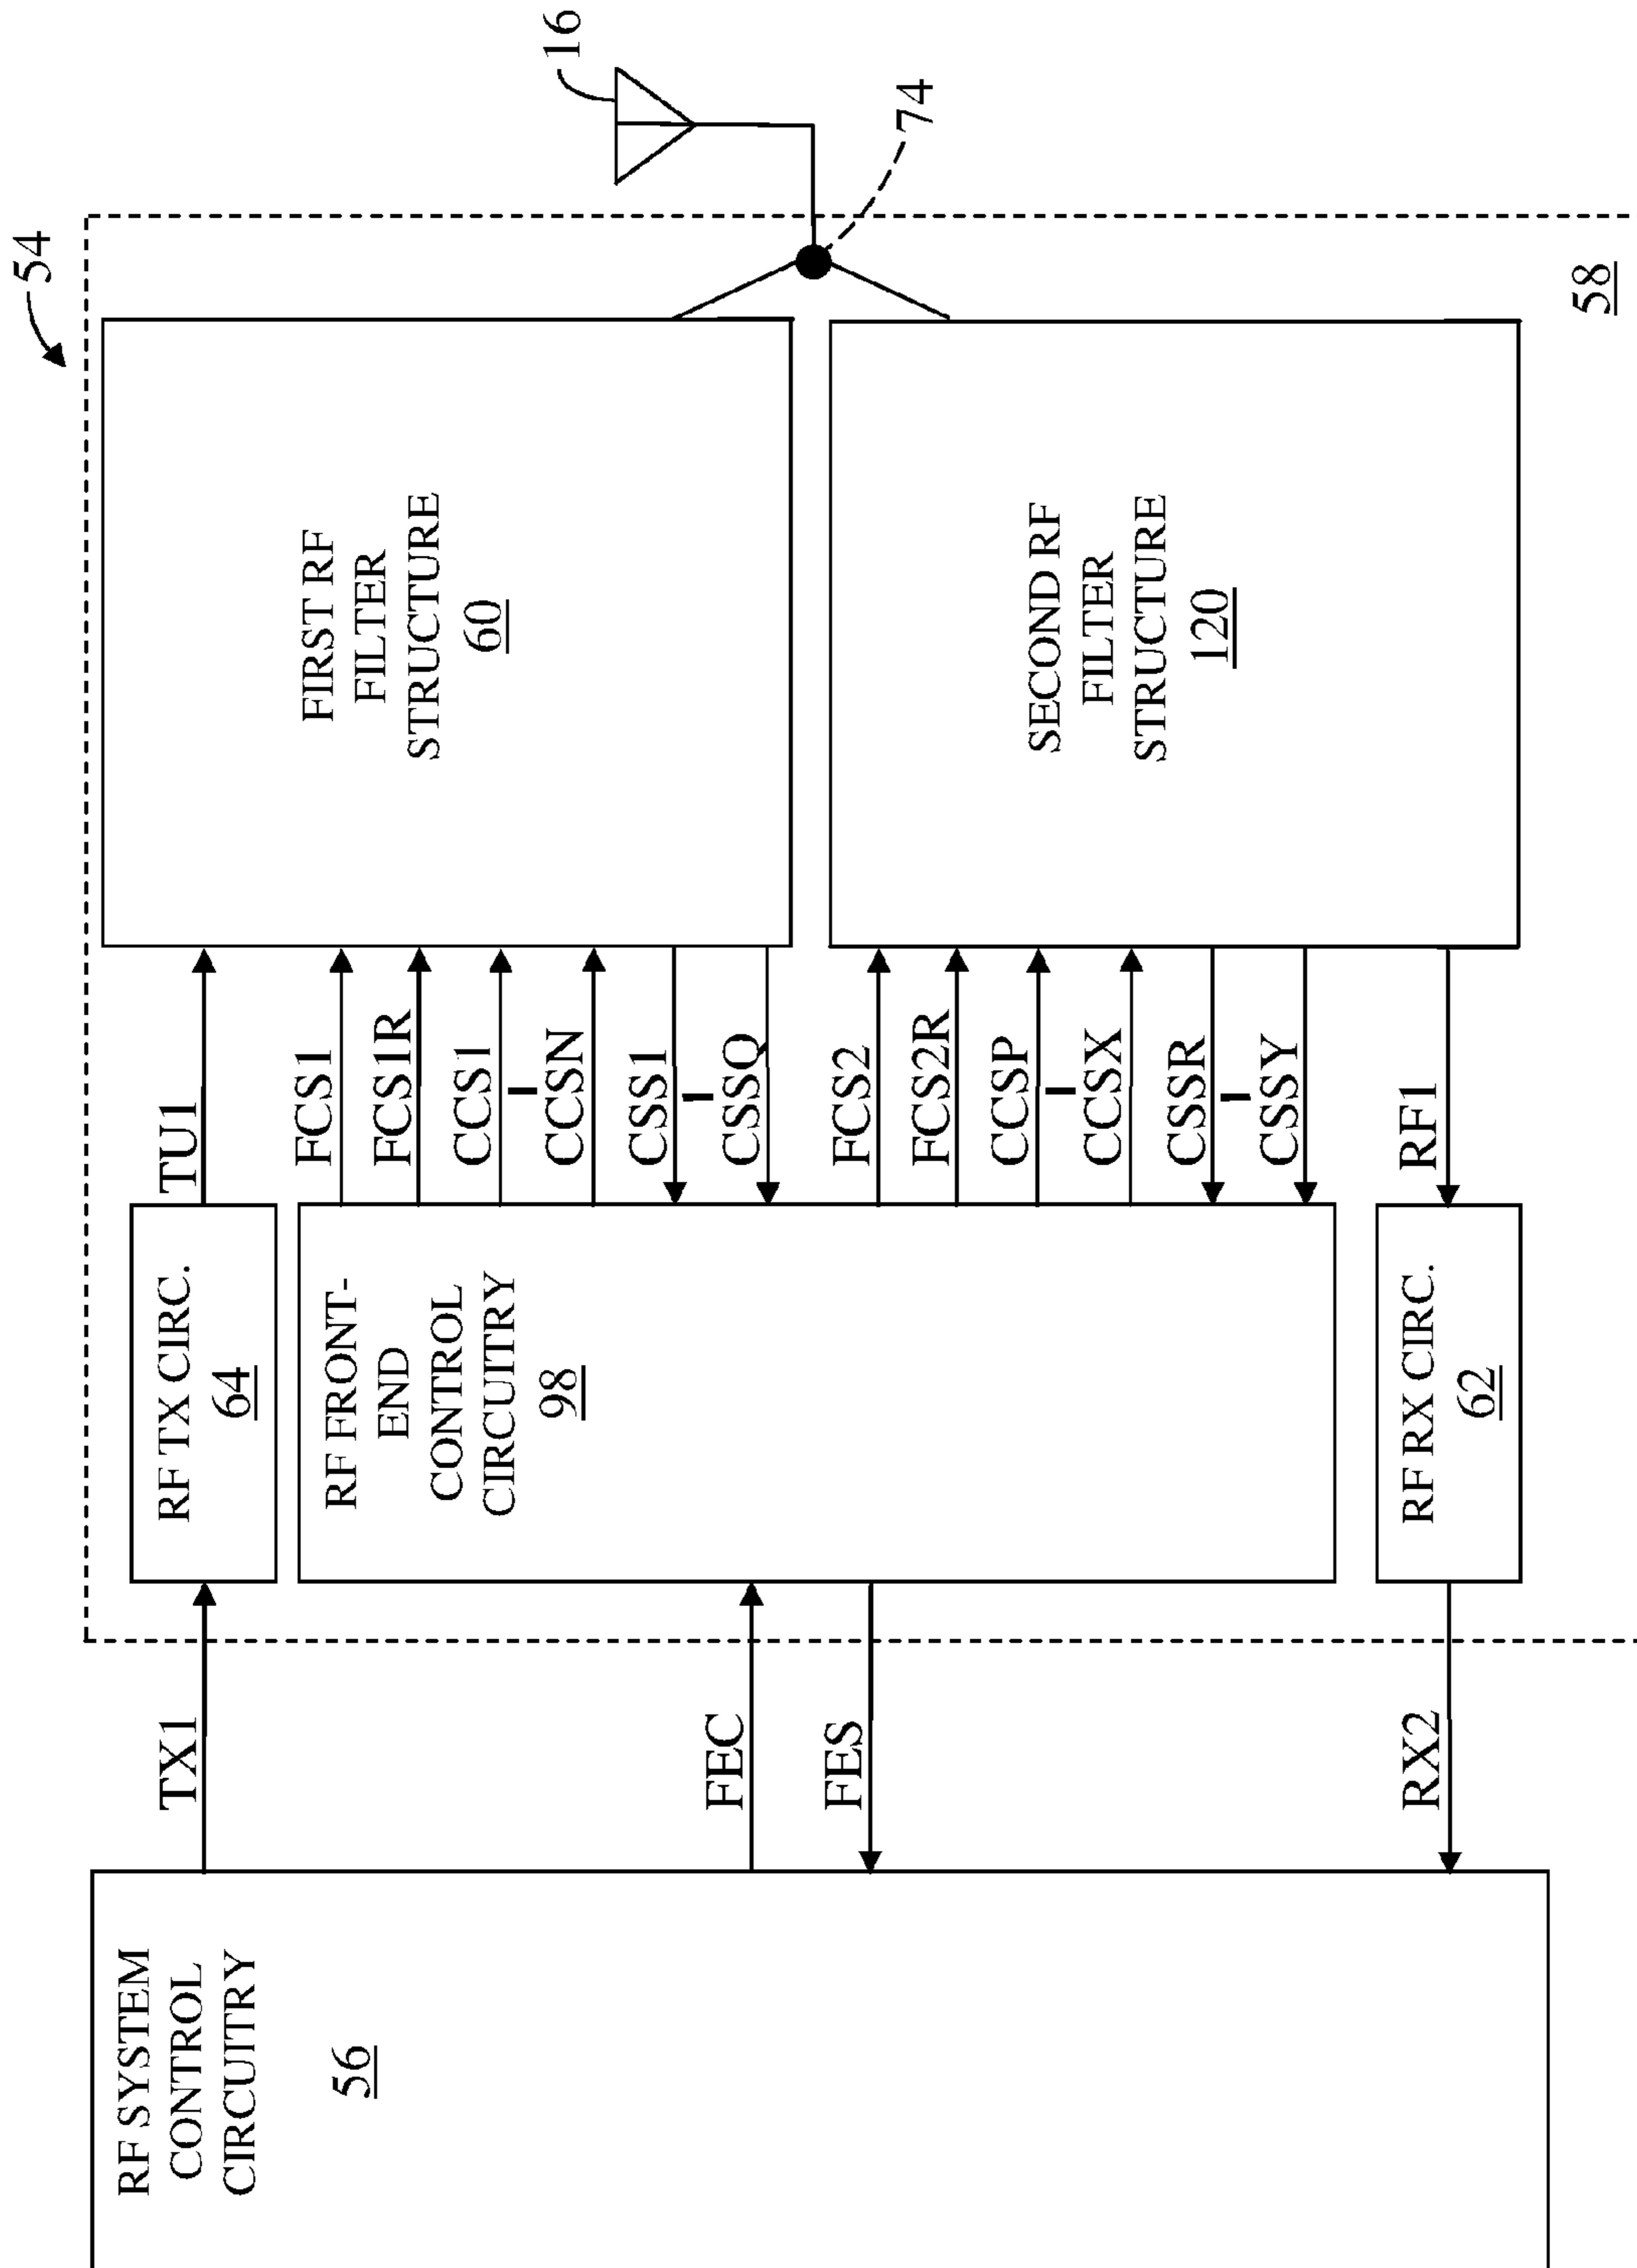 54
16
74
RF SYSTEM
CONTROL
CIRCUITRY
56
TX1
FEC
FES
RX2
RF TX CIRC.
64
RF FRONT-
END
CONTROL
CIRCUITRY
98
RF RX CIRC.
62
TU1
FCS1
FCS1R
CCS1
CCSN
CSS1
CSSQ
FCS2
FCS2R
CCSP
CCSX
CSSR
CSSY
RF1
FIRST RF
FILTER
STRUCTURE
60
SECOND RF
FILTER
STRUCTURE
120
58